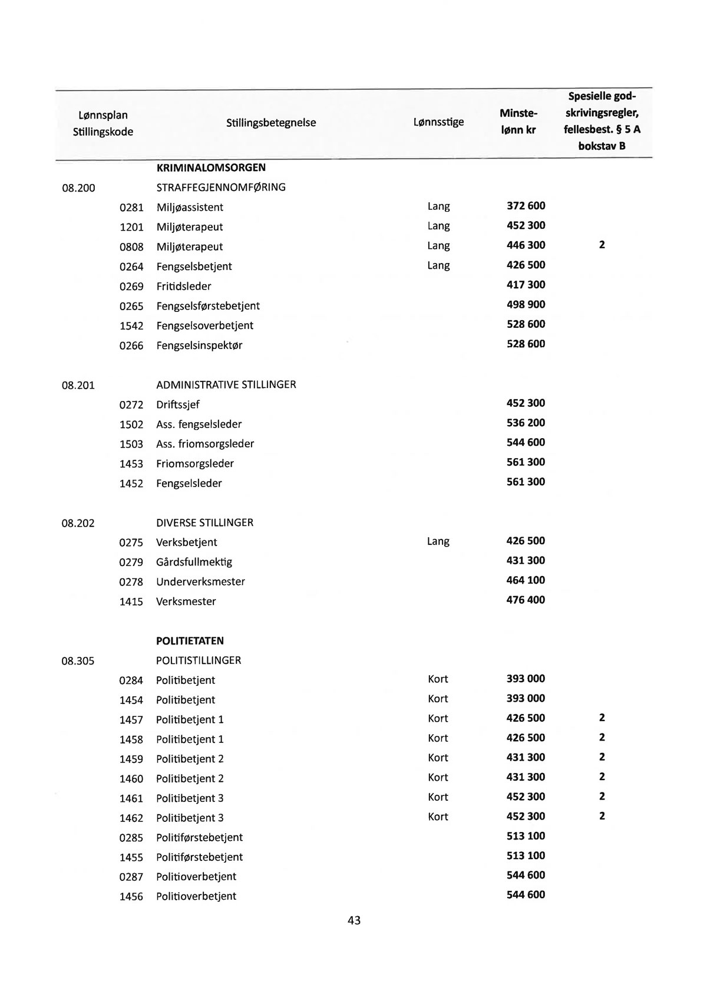 Lønnsplan
Stillingskode
Stillingsbetegnelse
Lønnsstige
Minste-
lønn kr
Spesielle god-
skrivingsregler,
fellesbest. § 5 A
bokstav B
KRIMINALOMSORGEN
08.200 STRAFFEGJENNOMFØRING
0281 Miljøassistent Lang 372 600
1201 Miljøterapeut Lang 452 300
0808 Miljøterapeut Lang 446 300 2
0264 Fengselsbetjent Lang 426 500
0269 Fritidsleder 417 300
0265 Fengselsførstebetjent 498 900
1542 Fengselsoverbetjent 528 600
0266 Fengselsinspektør 528 600
08.201 ADMINISTRATIVE STILLINGER
0272 Driftssjef 452 300
1502 Ass. fengselsleder 536 200
1503 Ass. friomsorgsleder 544 600
1453 Friomsorgsleder 561 300
1452 Fengselsleder 561 300
08.202 DIVERSE STILLINGER
0275 Verksbetjent Lang 426 500
0279 Gårdsfullmektig 431 300
0278 Underverksmester 464 100
1415 Verksmester 476 400
POLITIETATEN
08.305 POLITISTILLINGER
0284 Politibetjent Kort 393 000
1454 Politibetjent Kort 393 000
1457 Politibetjent 1 Kort 426 500 2
1458 Politibetjent 1 Kort 426 500 2
1459 Politibetjent 2 Kort 431 300 2
1460 Politibetjent 2 Kort 431 300 2
1461 Politibetjent 3 Kort 452 300 2
1462 Politibetjent 3 Kort 452 300 2
0285 Politiførstebetjent 513 100
1455 Politiførstebetjent 513 100
0287 Politioverbetjent 544 600
1456 Politioverbetjent 544 600
43